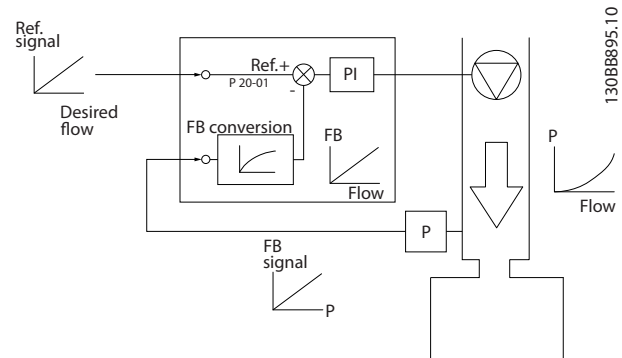 Ref.
signal
Desired
flow
Ref.+
P 20-01
-
PI
FB conversion
FB
Flow
P
FB
signal
P
P
Flow
130BB895.10